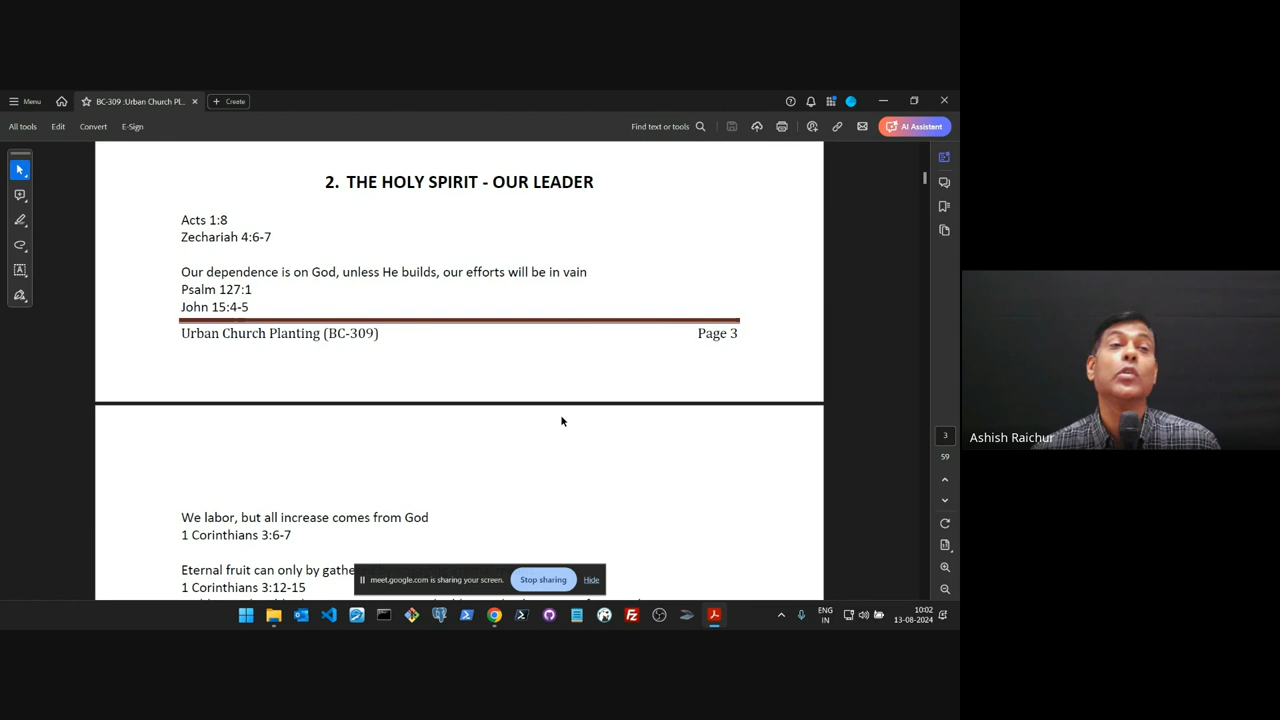 Menu
BC-309 :Urban Church Pl...
Create
All tools
Edit
Convert
E-Sign
Find text or tools
AI Assistant
2. THE HOLY SPIRIT - OUR LEADER
Acts 1:8
Zechariah 4:6-7
Our dependence is on God, unless He builds, our efforts will be in vain
Psalm 127:1
John 15:4-5
Urban Church Planting (BC-309)
Page 3
We labor, but all increase comes from God
1 Corinthians 3:6-7
Eternal fruit can only by gathe
1 Corinthians 3:12-15
meet.google.com is sharing your screen.
Stop sharing
Hide
3
59
ENG
IN
10:02
13-08-2024
Ashish Raichur